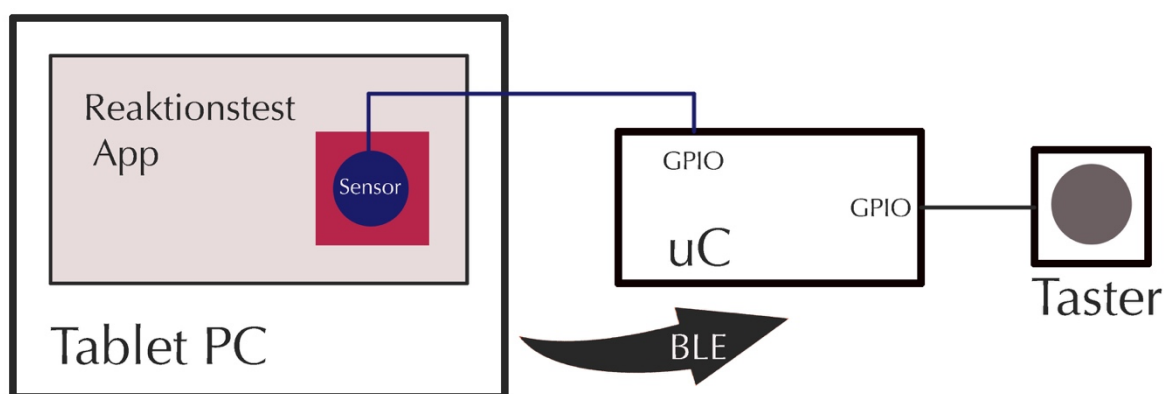 Reaktionstest
App
Sensor
Tablet PC
GPIO
GPIO
uC
BLE
Taster